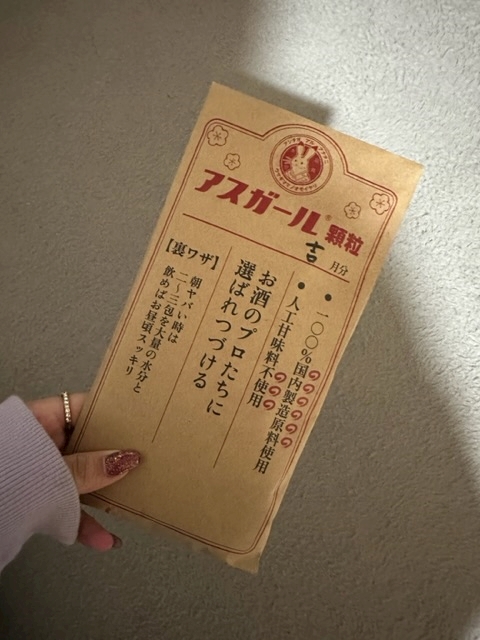 アスガール®顆粒
吉
月分
・一〇〇%国内製造原料使用
・人工甘味料不使用
お酒のプロたちに
選ばれつづける
【裏ワザ】
朝ヤバい時は
二～三包を大量の水分と
飲めばお昼頃スッキリ